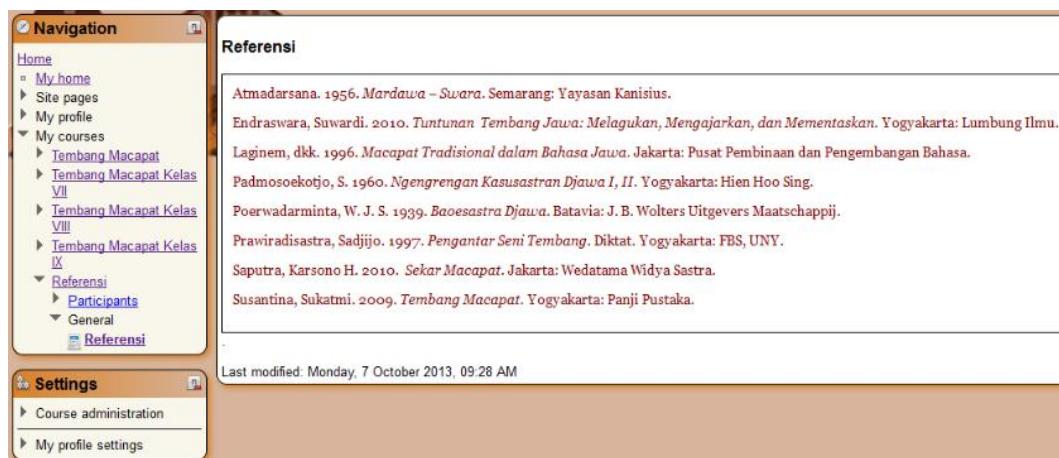 Navigation
Home
My home
Site pages
My profile
My courses
Tembang Macapat
Tembang Macapat Kelas
VII
Tembang Macapat Kelas
VIII
Tembang Macapat Kelas
IX
Referensi
Participants
General
Referensi
Settings
Course administration
My profile settings
Referensi
Atmadarsana. 1956. Mardawa – Swara. Semarang: Yayasan Kanisius.
Endraswara, Suwardi. 2010. Tuntunan Tembang Jawa: Melagukan, Mengajarkan, dan Mementaskan. Yogyakarta: Lumbung Ilmu.
Laginem, dkk. 1996. Macapat Tradisional dalam Bahasa Jawa. Jakarta: Pusat Pembinaan dan Pengembangan Bahasa.
Padmosoekotjo, S. 1960. Ngengrengan Kasusastran Djawa I, II. Yogyakarta: Hien Hoo Sing.
Poerwadarminta, W. J. S. 1939. Baoesastra Djawa. Batavia: J. B. Wolters Uitgevers Maatschappij.
Prawiradisastra, Sadjijo. 1997. Pengantar Seni Tembang. Diktat. Yogyakarta: FBS, UNY.
Saputra, Karsono H. 2010. Sekar Macapat. Jakarta: Wedatama Widya Sastra.
Susantina, Sukatmi. 2009. Tembang Macapat. Yogyakarta: Panji Pustaka.
.
Last modified: Monday, 7 October 2013, 09:28 AM